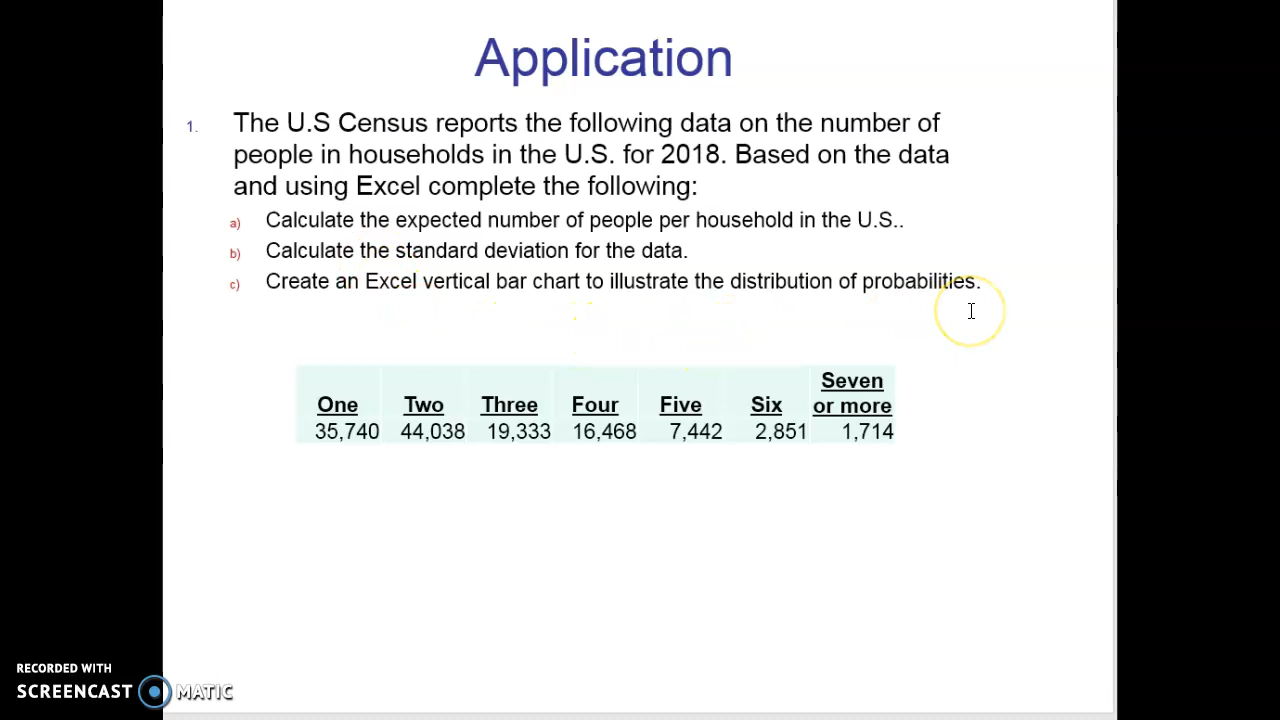 Application
1. The U.S Census reports the following data on the number of
people in households in the U.S. for 2018. Based on the data
and using Excel complete the following:
a) Calculate the expected number of people per household in the U.S..
b) Calculate the standard deviation for the data.
c) Create an Excel vertical bar chart to illustrate the distribution of probabilities.
Seven
One Two Three Four Five Six or more
35,740 44,038 19,333 16,468 7,442 2,851 1,714
RECORDED WITH
SCREENCAST MATIC